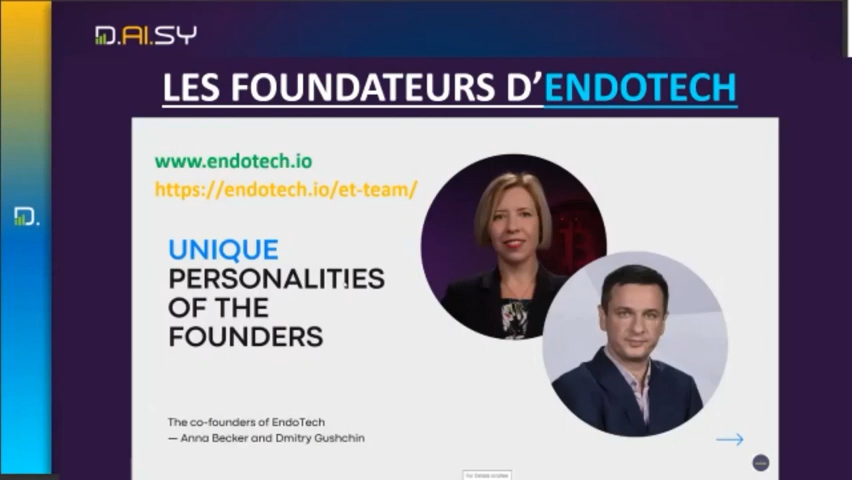 D.AI.SY
LES FOUNDATEURS D'ENDOTECH
www.endotech.io
https://endotech.io/et-team/
D.
UNIQUE
PERSONALITIES
OF THE
FOUNDERS
The co-founders of EndoTech
— Anna Becker and Dmitry Gushchin